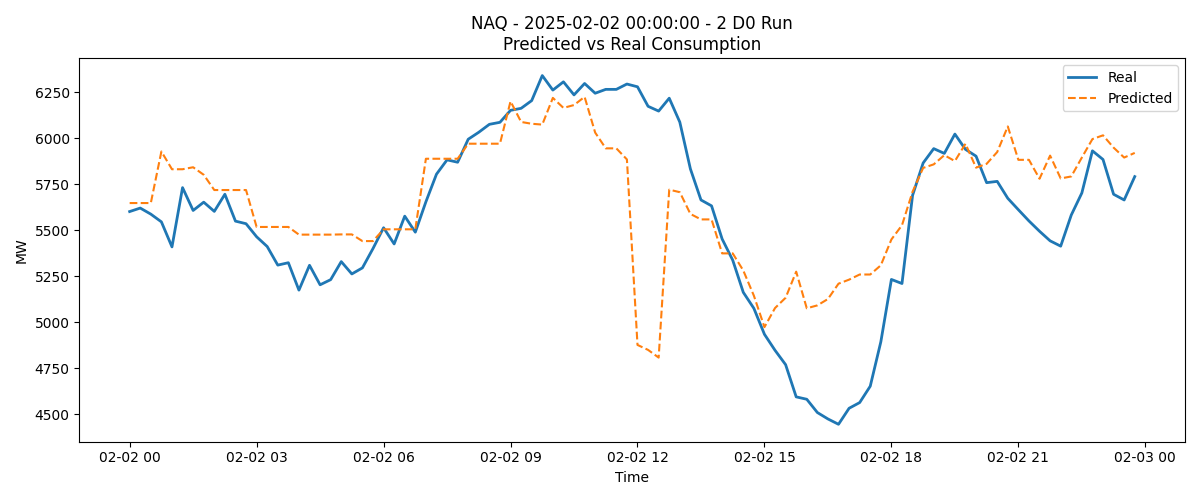 NAQ - 2025-02-02 00:00:00 - 2 D0 Run
Predicted vs Real Consumption
Real
Predicted
MW
6250
6000
5750
5500
5250
5000
4750
4500
02-02 00
02-02 03
02-02 06
02-02 09
02-02 12
02-02 15
02-02 18
02-02 21
02-03 00
Time